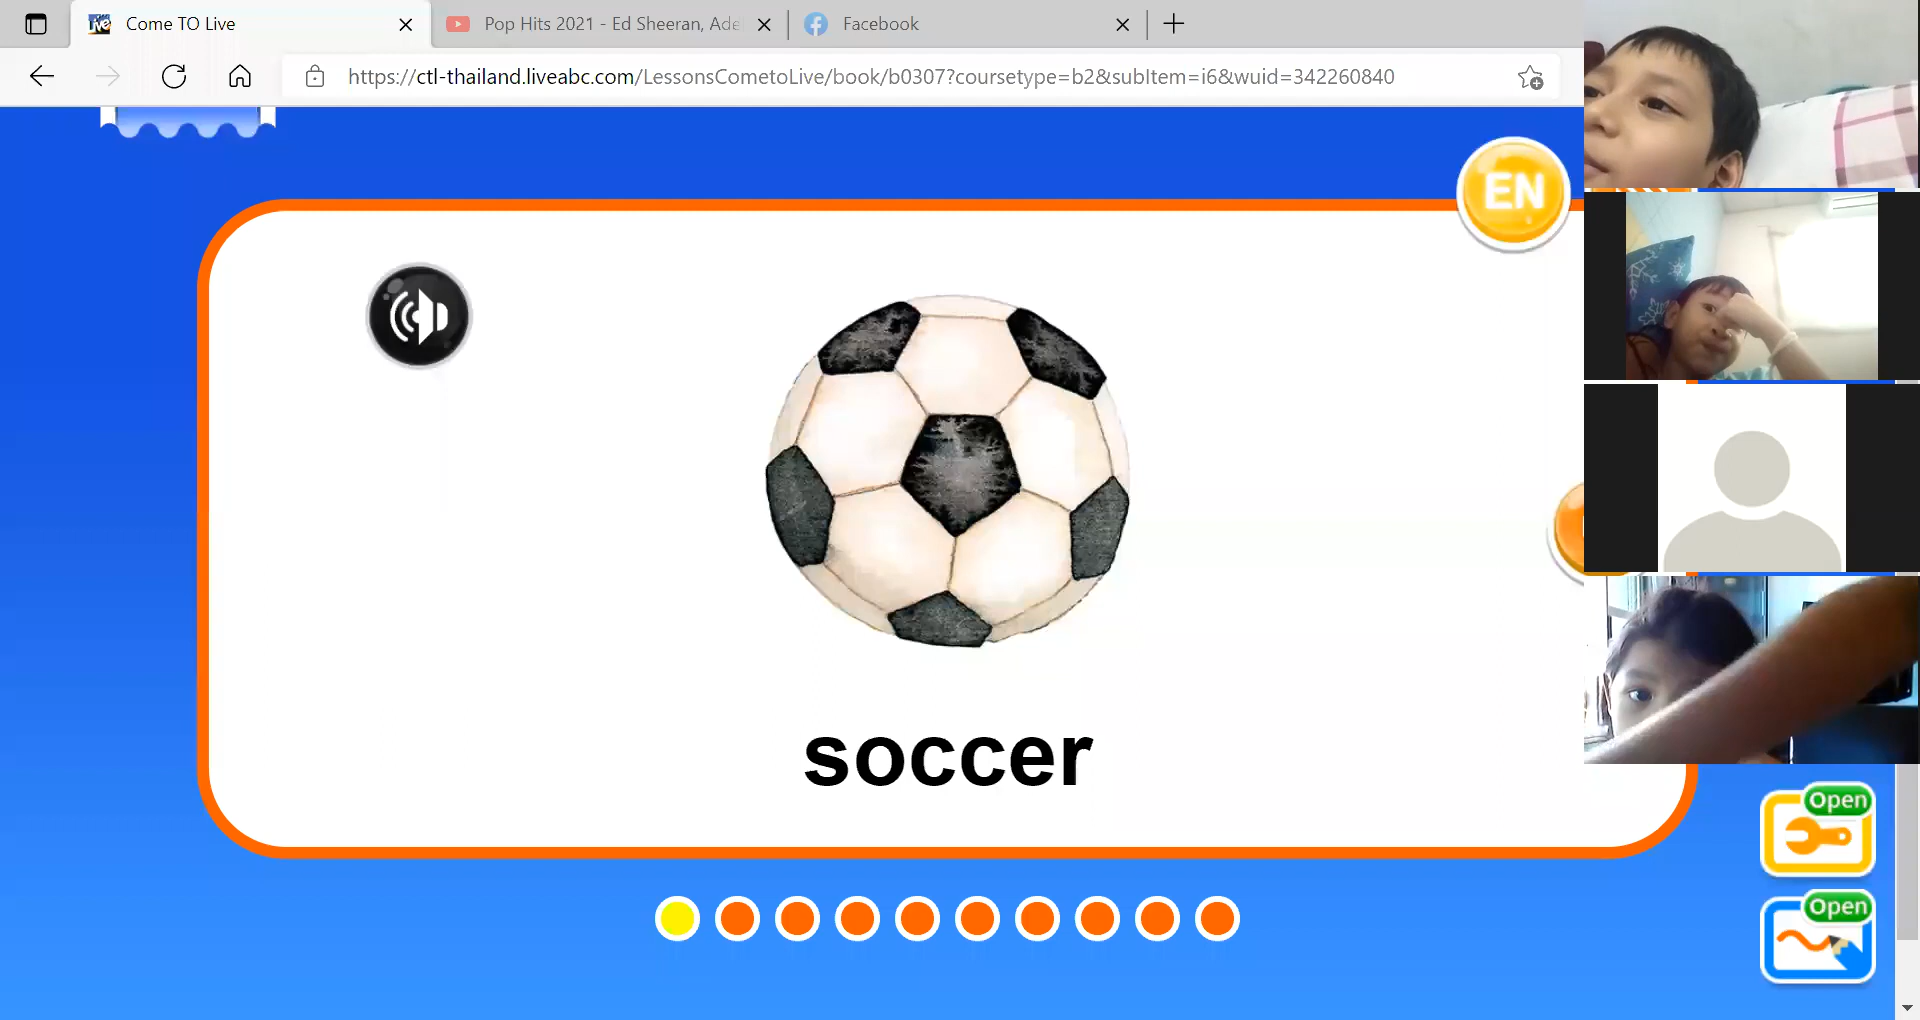 Come TO Live
Pop Hits 2021 - Ed Sheeran, Ade
Facebook
https://ctl-thailand.liveabc.com/LessonsCometoLive/book/b0307?coursetype=b2&subItem=i6&wuid=342260840
EN
soccer
Open
Open